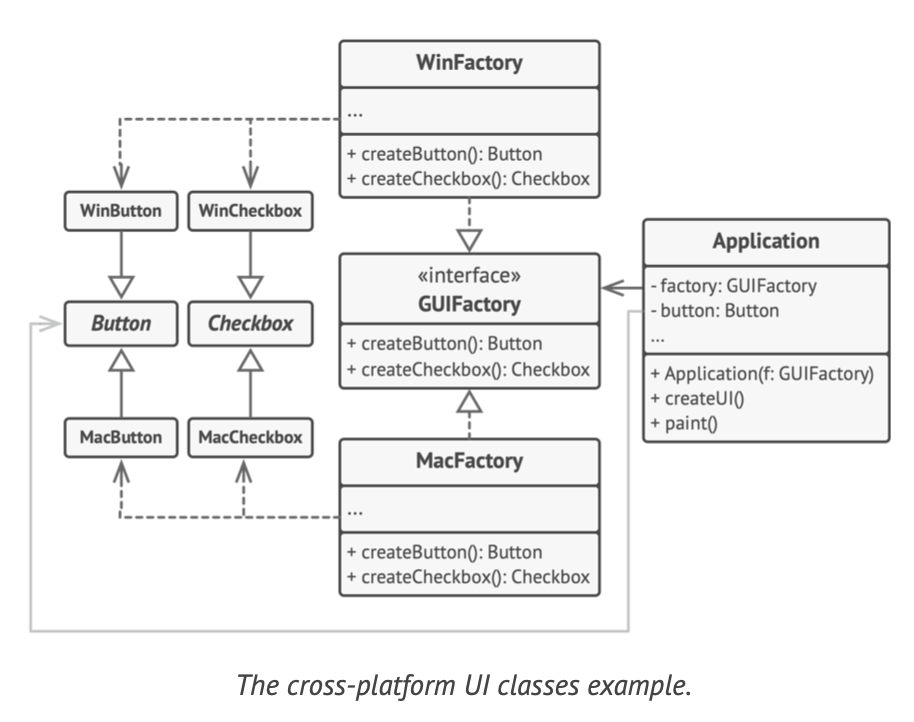 WinFactory
...
+ createButton(): Button
+ createCheckbox(): Checkbox
WinButton
WinCheckbox
«interface»
GUIFactory
+ createButton(): Button
+ createCheckbox(): Checkbox
Application
- factory: GUIFactory
- button: Button
...
+ Application(f: GUIFactory)
+ createUI()
+ paint()
Button
Checkbox
MacButton
MacCheckbox
MacFactory
...
+ createButton(): Button
+ createCheckbox(): Checkbox
The cross-platform UI classes example.